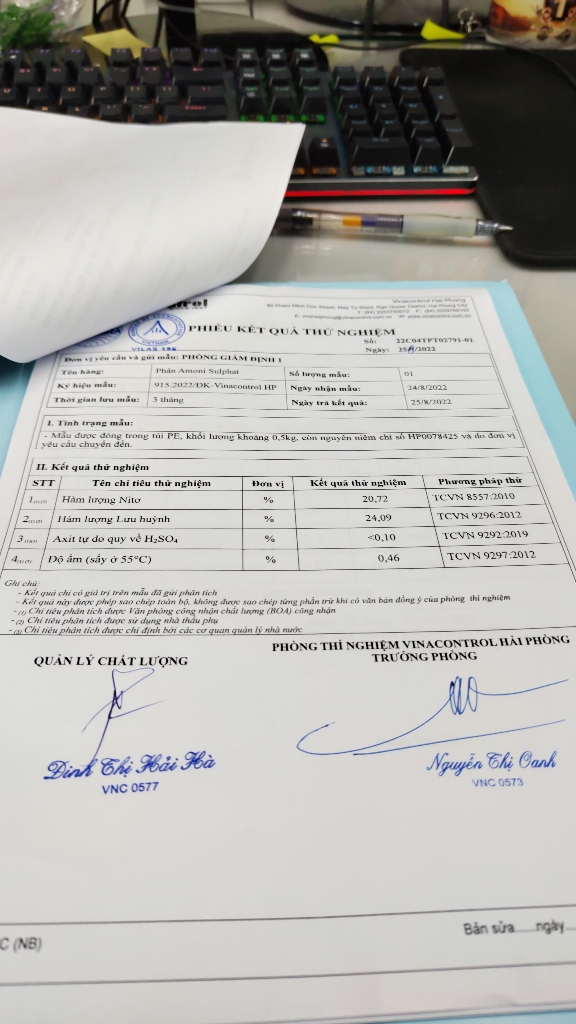 Vinacontrol Hai Phong
PHIẾU KẾT QUẢ THỬ NGHIỆM
VILAS 186
Số: 22C04TPT02791-01
Ngày: 25/8/2022
Đơn vị yêu cầu và gửi mẫu: PHÒNG GIÁM ĐỊNH 1
Tên hàng: Phân Amoni Sulphat Số lượng mẫu: 01
Ký hiệu mẫu: 915.2022/ĐK-Vinacontrol HP Ngày nhận mẫu: 24/8/2022
Thời gian lưu mẫu: 3 tháng Ngày trả kết quả: 25/8/2022
I. Tình trạng mẫu:
- Mẫu được đóng trong túi PE, khối lượng khoảng 0,5kg, còn nguyên niêm chì số HP0078425 và do đơn vị
yêu cầu chuyển đến.
II. Kết quả thử nghiệm
STT Tên chỉ tiêu thử nghiệm Đơn vị Kết quả thử nghiệm Phương pháp thử
1 Hàm lượng Nitơ % 20,72 TCVN 8557:2010
2 Hàm lượng Lưu huỳnh % 24,09 TCVN 9296:2012
3 Axit tự do quy về H₂SO₄ % <0,10 TCVN 9292:2019
4 Độ ẩm (sấy ở 55°C) % 0,46 TCVN 9297:2012
Ghi chú:
- Kết quả chỉ có giá trị trên mẫu đã gửi phân tích
- Kết quả này được phép sao chép toàn bộ, không được sao chép từng phần trừ khi có văn bản đồng ý của phòng thí nghiệm
- (1) Chỉ tiêu phân tích được Văn phòng công nhận chất lượng (BOA) công nhận
- (2) Chỉ tiêu phân tích được sử dụng nhà thầu phụ
- (3) Chỉ tiêu phân tích được chỉ định bởi các cơ quan quản lý nhà nước
QUẢN LÝ CHẤT LƯỢNG
PHÒNG THÍ NGHIỆM VINACONTROL HẢI PHÒNG
TRƯỞNG PHÒNG
Đinh Thị Hải Hà
VNC 0577
Nguyễn Thị Oanh
VNC 0573
C (NB)
Bản sửa.....ngày